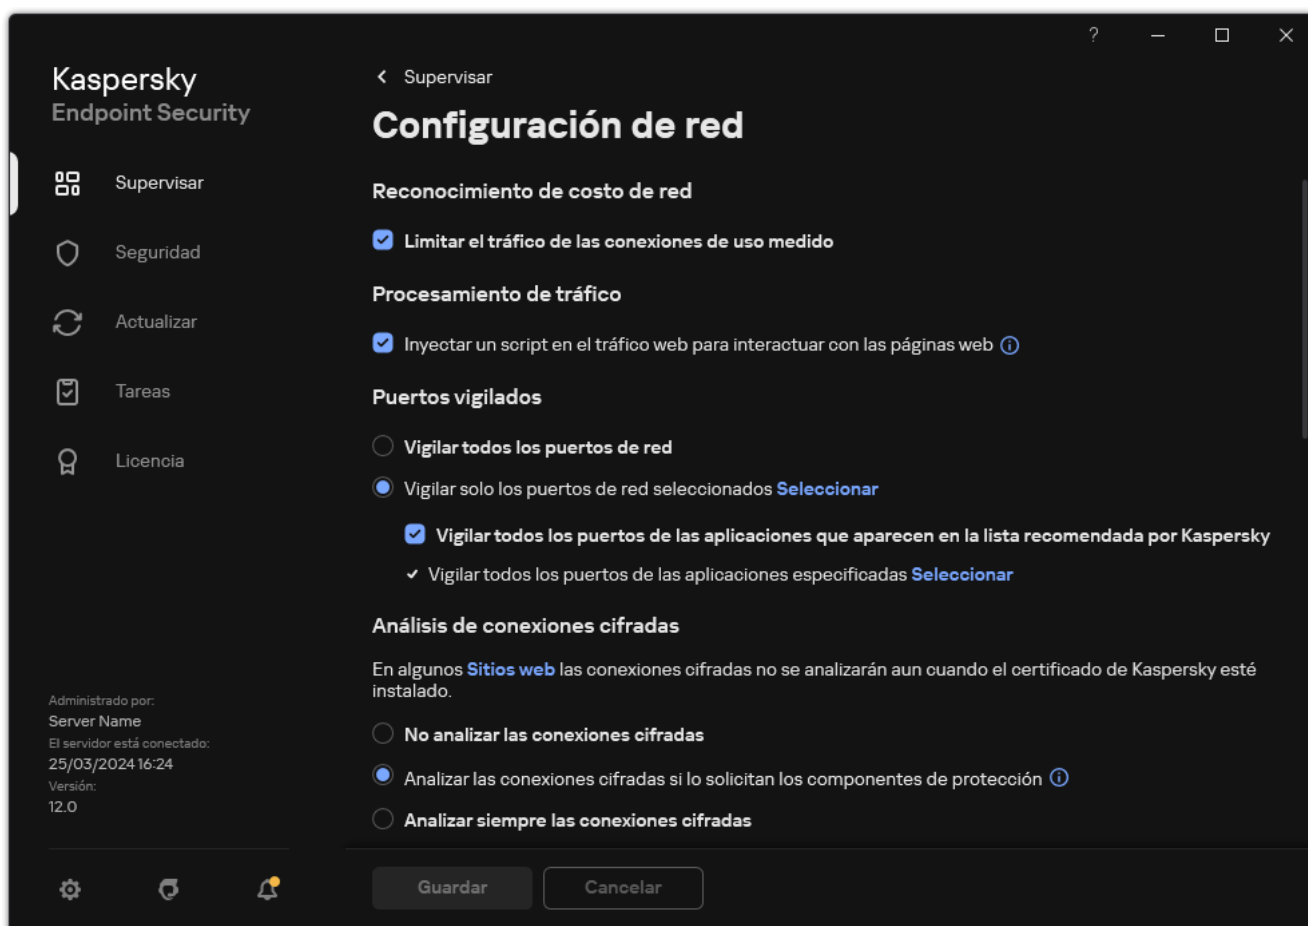 ?
Kaspersky
Endpoint Security
Supervisar
Seguridad
Actualizar
Tareas
Licencia
Administrado por:
Server Name
El servidor está conectado:
25/03/2024 16:24
Versión:
12.0
Supervisar
Configuración de red
Reconocimiento de costo de red
Limitar el tráfico de las conexiones de uso medido
Procesamiento de tráfico
Inyectar un script en el tráfico web para interactuar con las páginas web
Puertos vigilados
Vigilar todos los puertos de red
Vigilar solo los puertos de red seleccionados Seleccionar
Vigilar todos los puertos de las aplicaciones que aparecen en la lista recomendada por Kaspersky
Vigilar todos los puertos de las aplicaciones especificadas Seleccionar
Análisis de conexiones cifradas
En algunos Sitios web las conexiones cifradas no se analizarán aun cuando el certificado de Kaspersky esté
instalado.
No analizar las conexiones cifradas
Analizar las conexiones cifradas si lo solicitan los componentes de protección
Analizar siempre las conexiones cifradas
Guardar
Cancelar